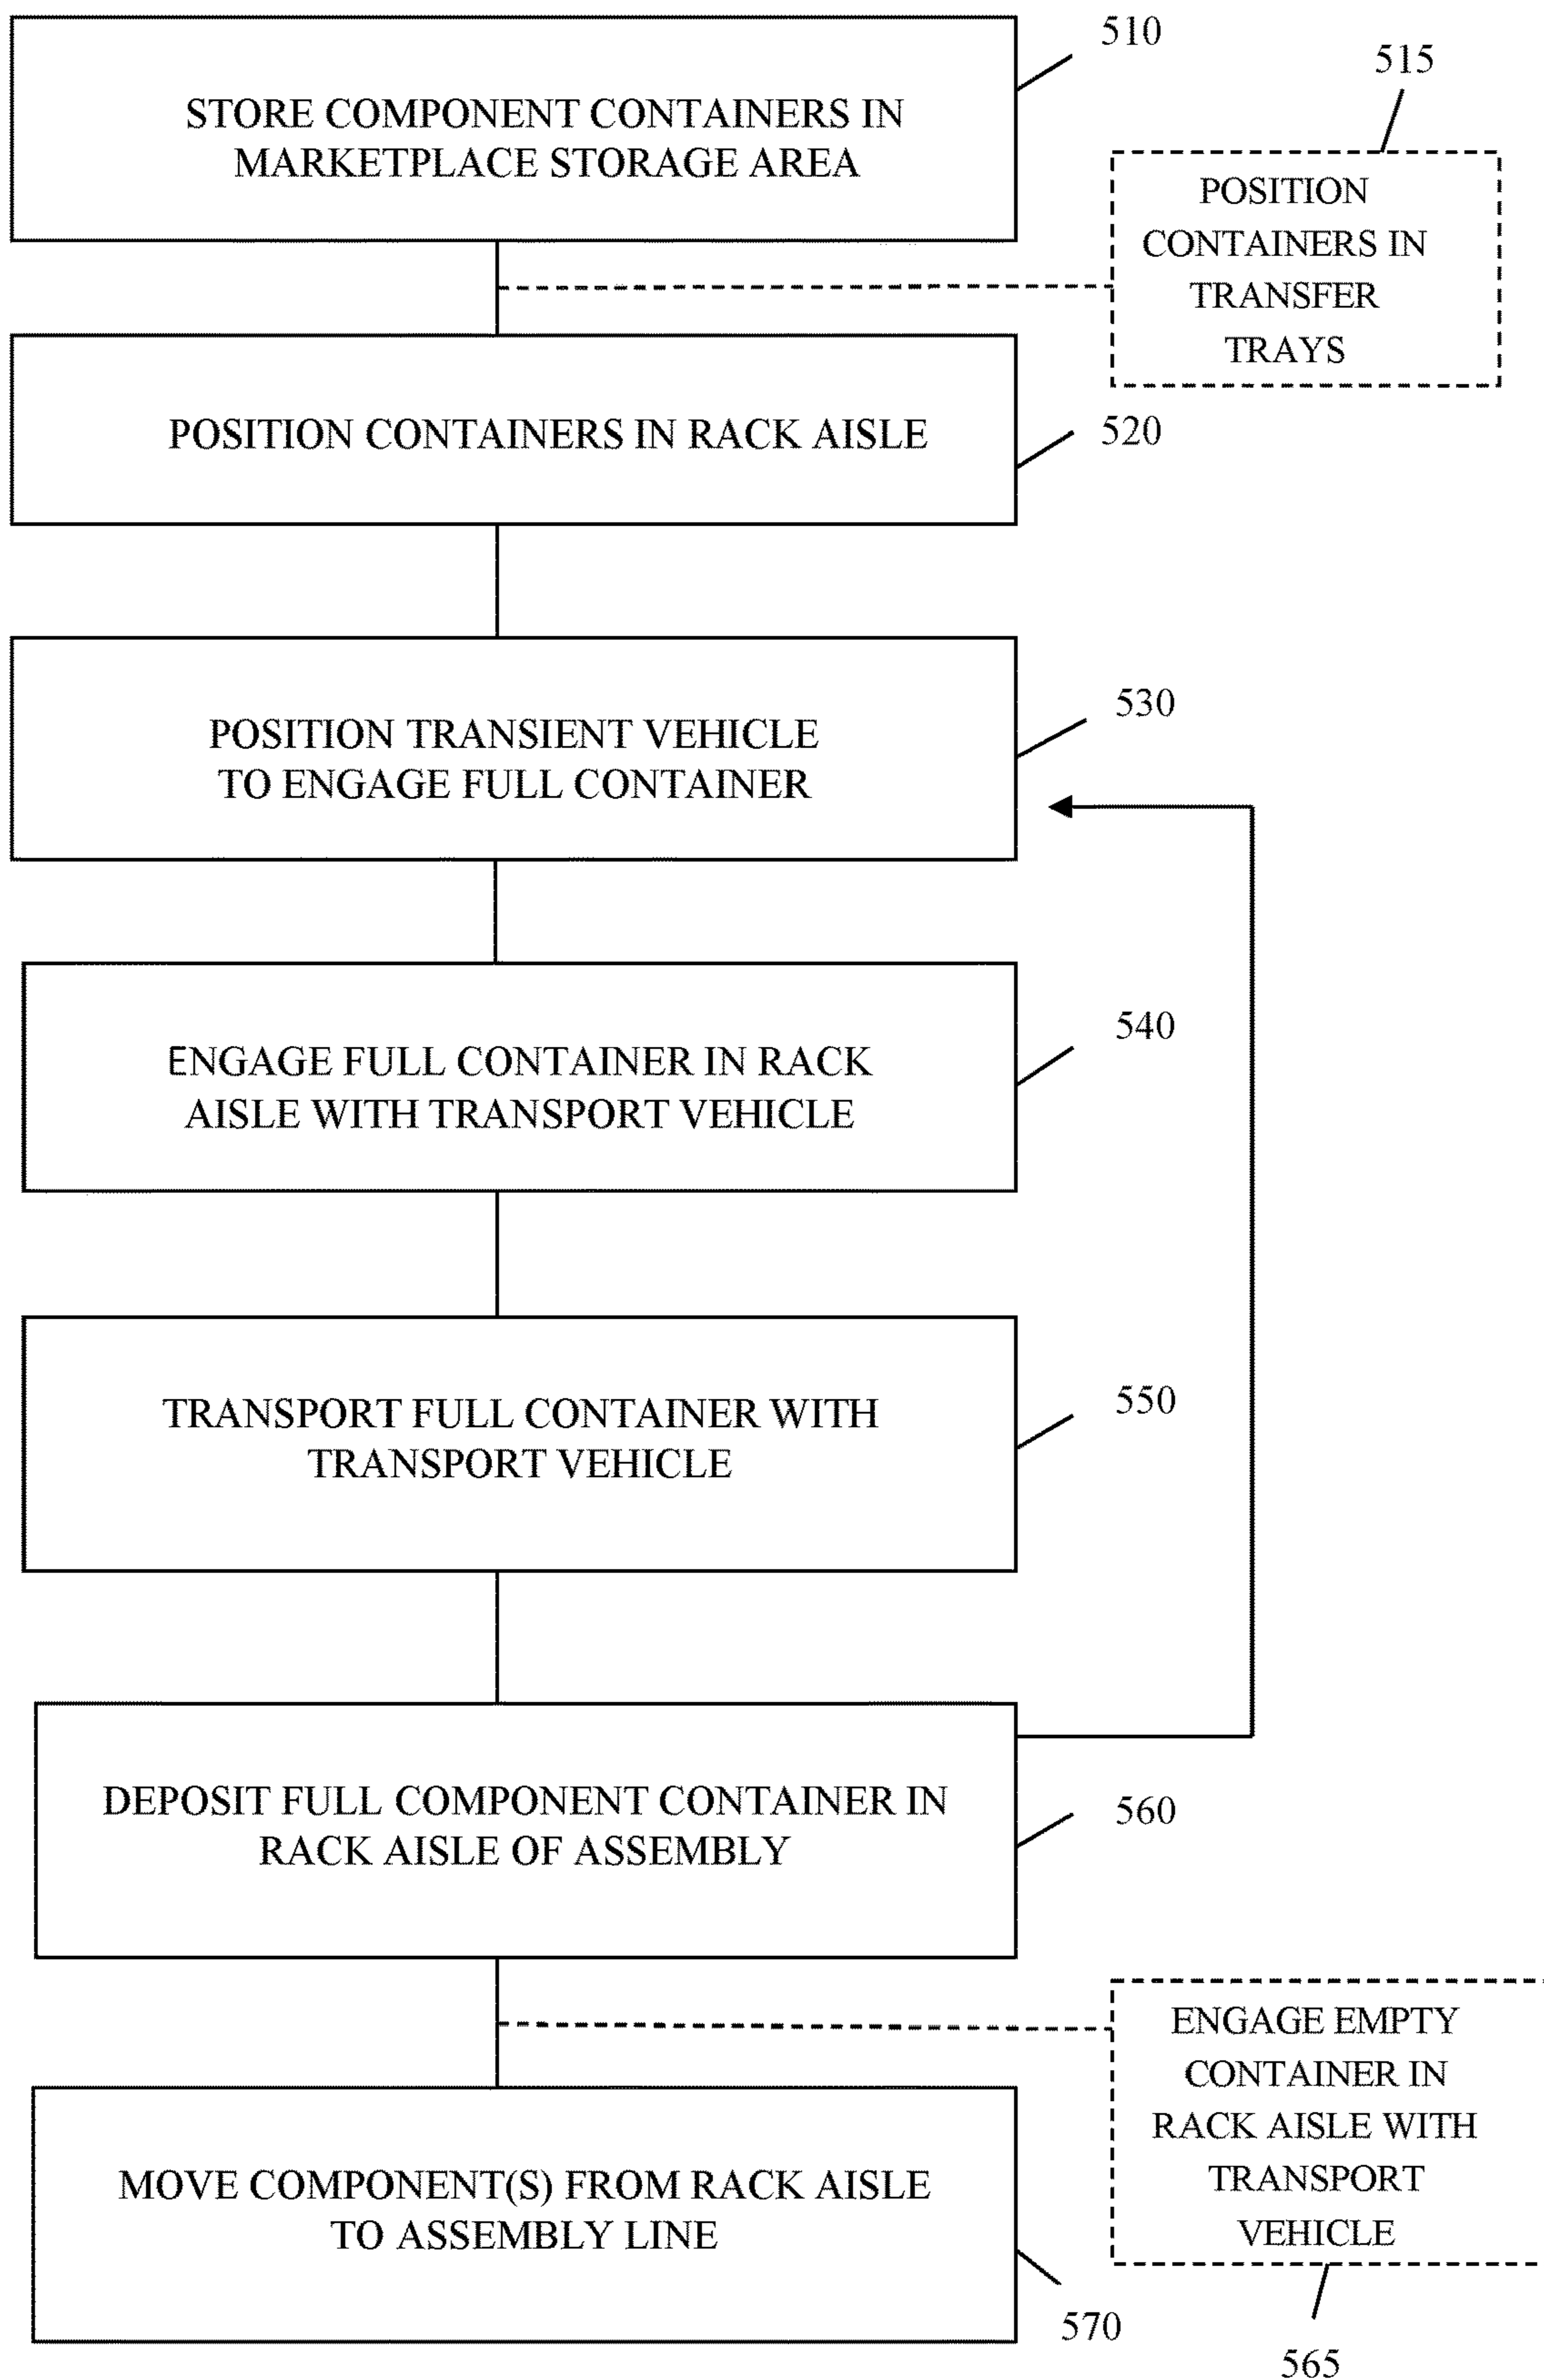 510
STORE COMPONENT CONTAINERS IN
MARKETPLACE STORAGE AREA
515
POSITION
CONTAINERS IN
TRANSFER
TRAYS
POSITION CONTAINERS IN RACK AISLE
520
POSITION TRANSIENT VEHICLE
TO ENGAGE FULL CONTAINER
530
ENGAGE FULL CONTAINER IN RACK
AISLE WITH TRANSPORT VEHICLE
540
TRANSPORT FULL CONTAINER WITH
TRANSPORT VEHICLE
550
DEPOSIT FULL COMPONENT CONTAINER IN
RACK AISLE OF ASSEMBLY
560
ENGAGE EMPTY
CONTAINER IN
RACK AISLE WITH
TRANSPORT
VEHICLE
565
MOVE COMPONENT(S) FROM RACK AISLE
TO ASSEMBLY LINE
570